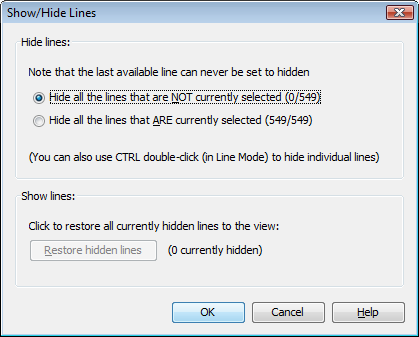 Show/Hide Lines
Hide lines:
Note that the last available line can never be set to hidden
Hide all the lines that are NOT currently selected (0/549)
Hide all the lines that ARE currently selected (549/549)
(You can also use CTRL double-click (in Line Mode) to hide individual lines)
Show lines:
Click to restore all currently hidden lines to the view:
Restore hidden lines (0 currently hidden)
OK Cancel Help